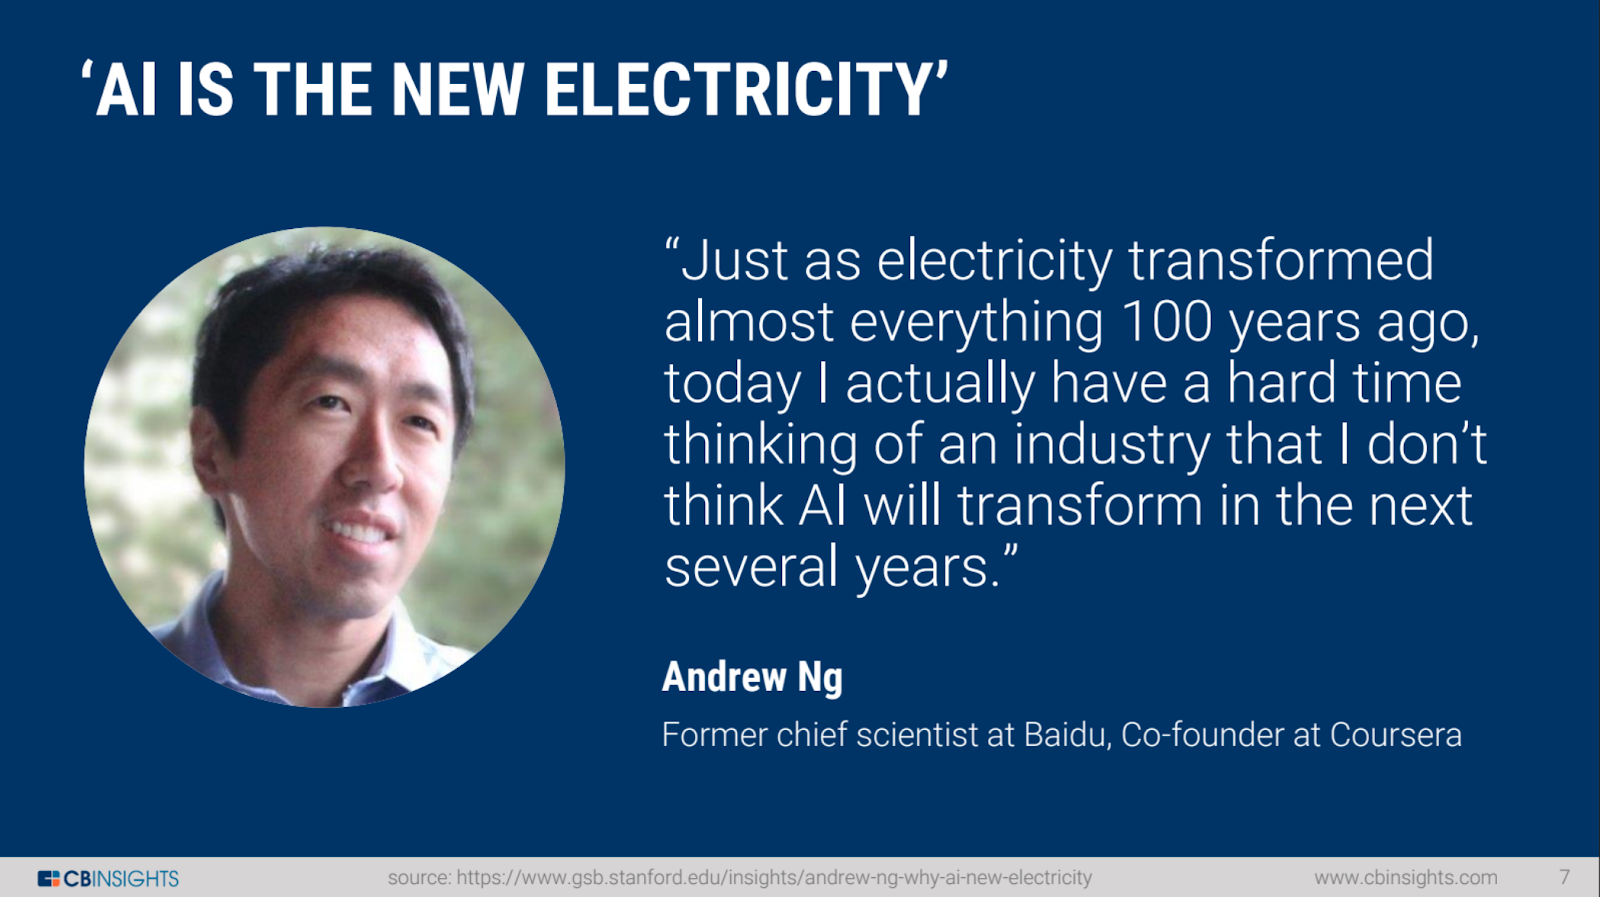 ‘AI IS THE NEW ELECTRICITY’
“Just as electricity transformed
almost everything 100 years ago,
today I actually have a hard time
thinking of an industry that I don’t
think AI will transform in the next
several years.”
Andrew Ng
Former chief scientist at Baidu, Co-founder at Coursera
CBINSIGHTS
source: https://www.gsb.stanford.edu/insights/andrew-ng-why-ai-new-electricity
www.cbinsights.com
7